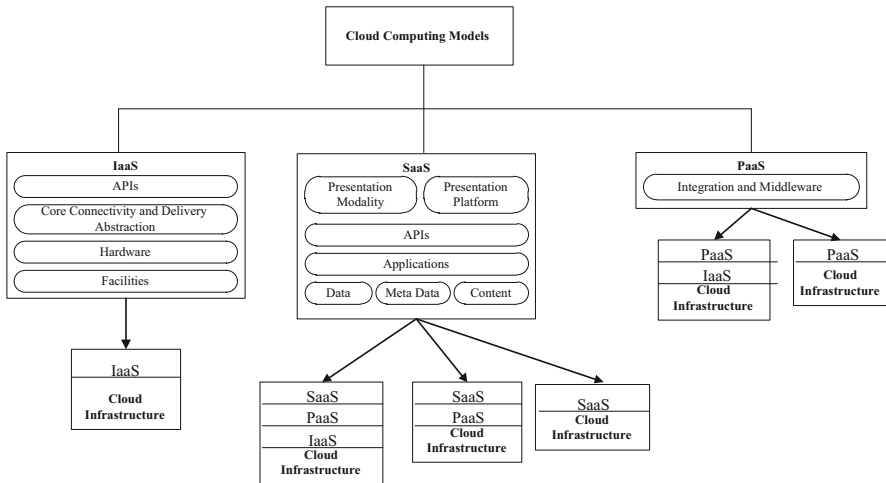 Cloud Computing Models
IaaS
APIs
Core Connectivity and Delivery
Abstraction
Hardware
Facilities
IaaS
Cloud
Infrastructure
SaaS
Presentation
Modality
Presentation
Platform
APIs
Applications
Data
Meta Data
Content
SaaS
PaaS
IaaS
Cloud
Infrastructure
SaaS
PaaS
Cloud
Infrastructure
SaaS
Cloud
Infrastructure
PaaS
Integration and Middleware
PaaS
IaaS
Cloud
Infrastructure
PaaS
Cloud
Infrastructure